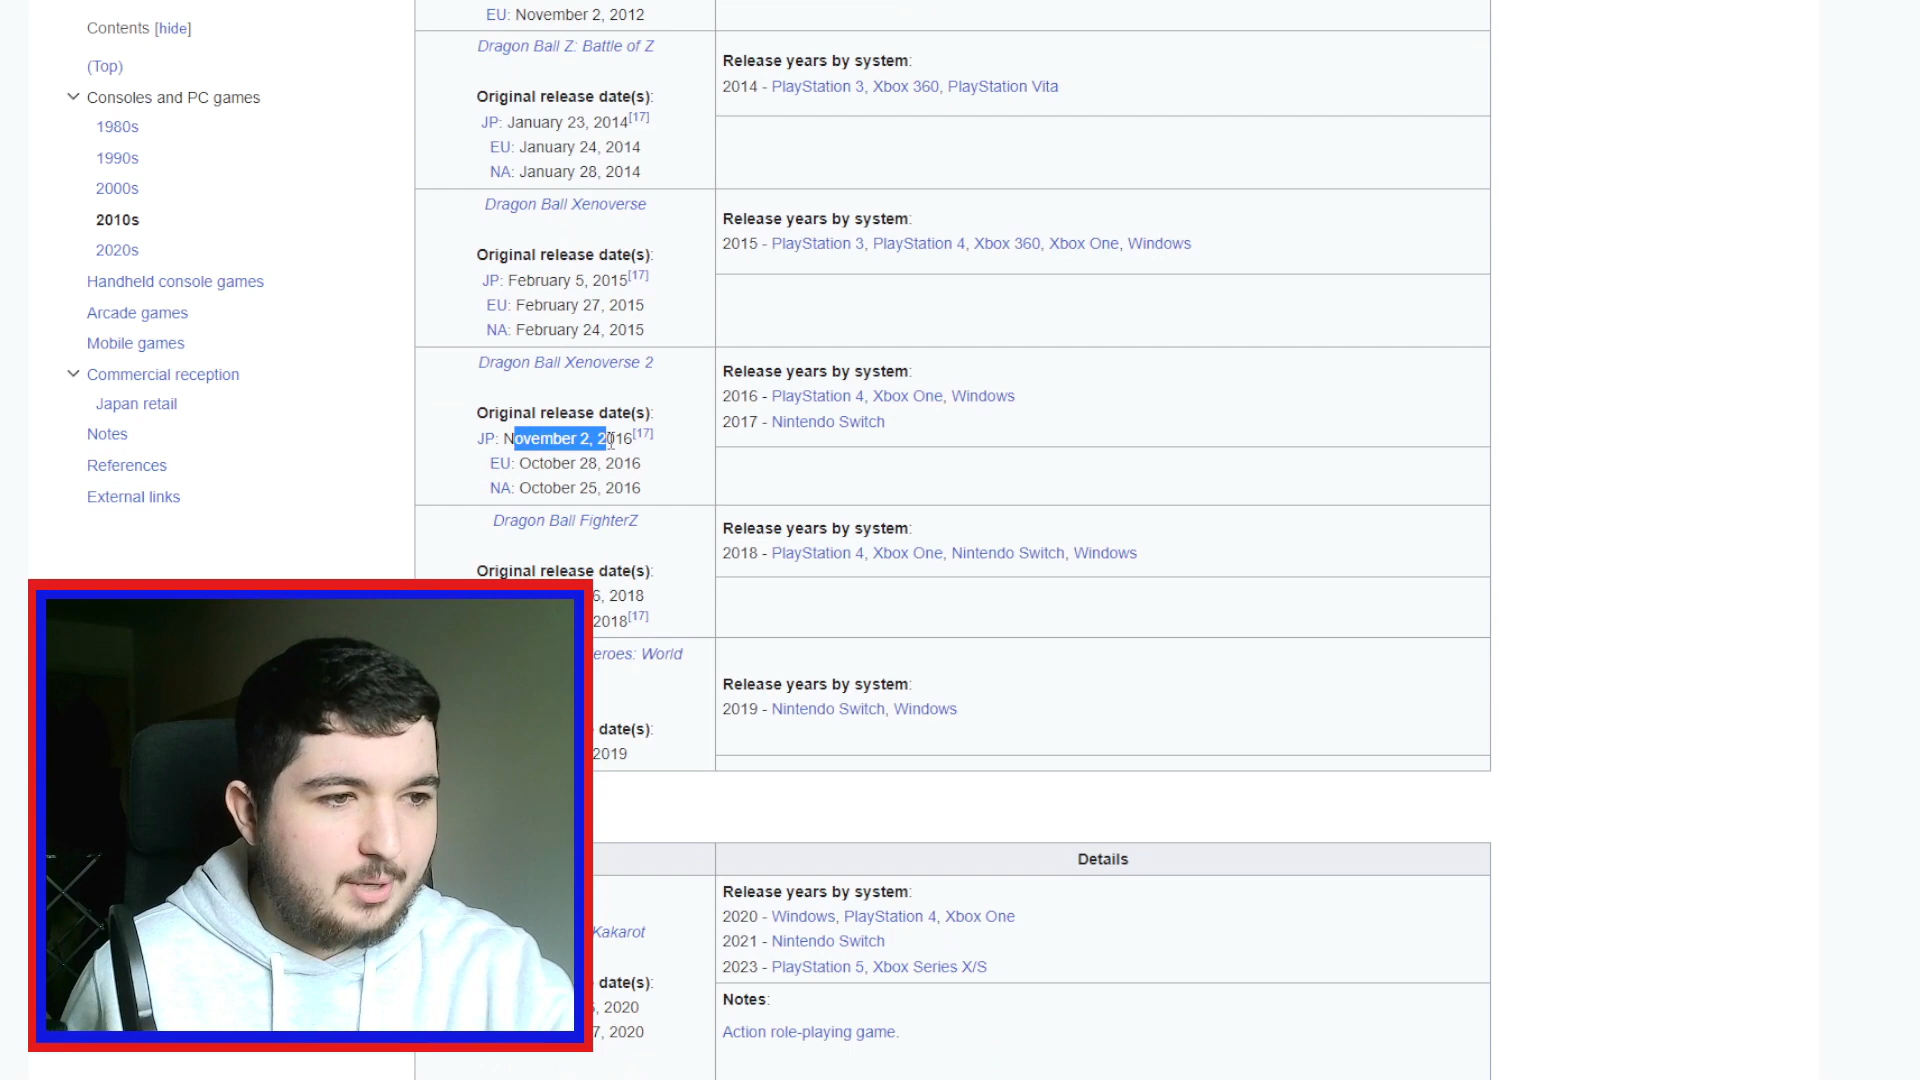 Contents [hide]
(Top)
Consoles and PC games
1980s
1990s
2000s
2010s
2020s
Handheld console games
Arcade games
Mobile games
Commercial reception
Japan retail
Notes
References
External links
EU: November 2, 2012
Dragon Ball Z: Battle of Z
Original release date(s):
JP: January 23, 2014[17]
EU: January 24, 2014
NA: January 28, 2014
Release years by system:
2014 - PlayStation 3, Xbox 360, PlayStation Vita
Dragon Ball Xenoverse
Original release date(s):
JP: February 5, 2015[17]
EU: February 27, 2015
NA: February 24, 2015
Release years by system:
2015 - PlayStation 3, PlayStation 4, Xbox 360, Xbox One, Windows
Dragon Ball Xenoverse 2
Original release date(s):
JP: November 2, 2016[17]
EU: October 28, 2016
NA: October 25, 2016
Release years by system:
2016 - PlayStation 4, Xbox One, Windows
2017 - Nintendo Switch
Dragon Ball FighterZ
Original release date(s):
6, 2018
2018[17]
Release years by system:
2018 - PlayStation 4, Xbox One, Nintendo Switch, Windows
eroes: World
date(s):
2019
Release years by system:
2019 - Nintendo Switch, Windows
Details
Kakarot
date(s):
, 2020
7, 2020
Release years by system:
2020 - Windows, PlayStation 4, Xbox One
2021 - Nintendo Switch
2023 - PlayStation 5, Xbox Series X/S
Notes:
Action role-playing game.